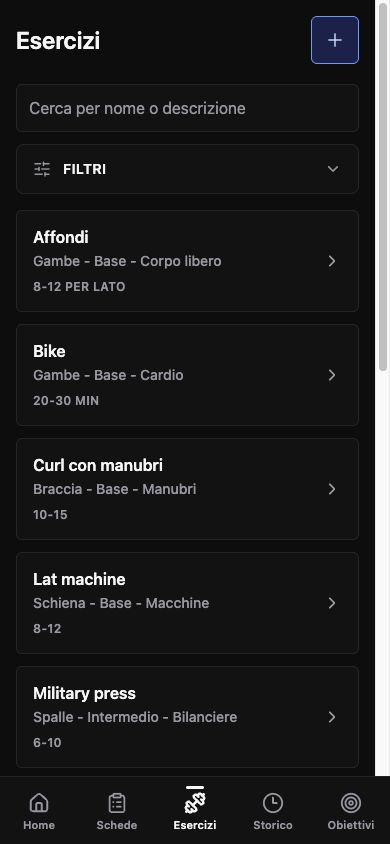 Esercizi
+
Cerca per nome o descrizione
FILTRI
Affondi
Gambe - Base - Corpo libero
8-12 PER LATO
Bike
Gambe - Base - Cardio
20-30 MIN
Curl con manubri
Braccia - Base - Manubri
10-15
Lat machine
Schiena - Base - Macchine
8-12
Military press
Spalle - Intermedio - Bilanciere
6-10
Home Schede Esercizi Storico Obiettivi